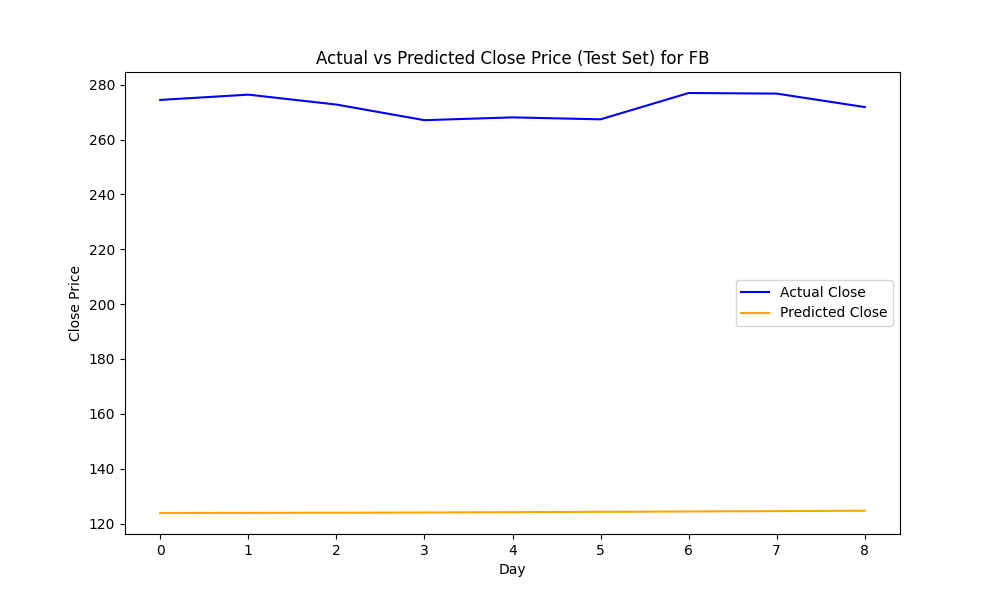 Actual vs Predicted Close Price (Test Set) for FB
280
260
240
220
200
180
160
140
120
Close Price
Actual Close
Predicted Close
0 1 2 3 4 5 6 7 8
Day